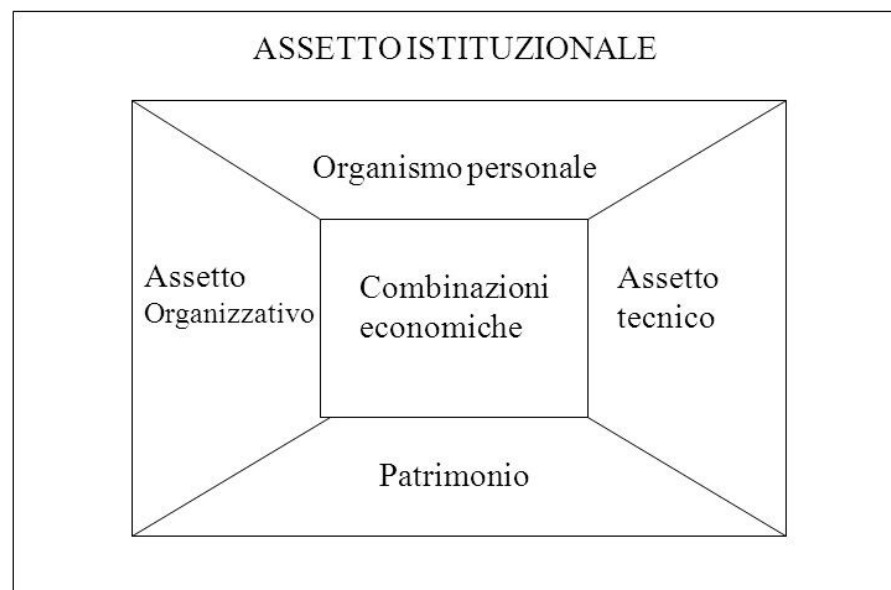 ASSETTO ISTITUZIONALE
Organismo personale
Assetto
Organizzativo
Combinazioni
economiche
Assetto
tecnico
Patrimonio